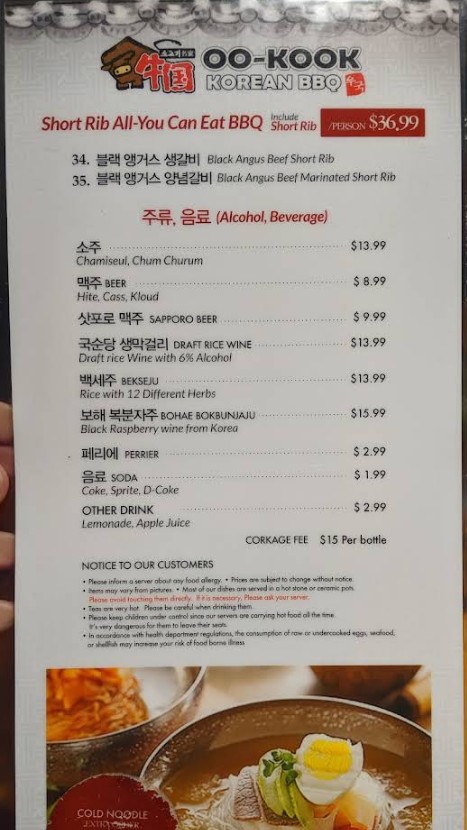 牛国 OO-KOOK
KOREAN BBQ
Short Rib All-You Can Eat BBQ Include Short Rib /PERSON $36.99
34. 블랙 앵거스 생갈비 Black Angus Beef Short Rib
35. 블랙 앵거스 양념갈비 Black Angus Beef Marinated Short Rib
주류, 음료 (Alcohol, Beverage)
소주 $13.99
Chamiseul, Chum Churum
맥주 BEER $ 8.99
Hite, Cass, Kloud
삿포로 맥주 SAPPORO BEER $ 9.99
국순당 생막걸리 DRAFT RICE WINE $13.99
Draft rice Wine with 6% Alcohol
백세주 BEKSEJU $13.99
Rice with 12 Different Herbs
보해 복분자주 BOHAE BOKBUNJAJU $15.99
Black Raspberry wine from Korea
페리에 PERRIER $ 2.99
음료 SODA $ 1.99
Coke, Sprite, D-Coke
OTHER DRINK $ 2.99
Lemonade, Apple Juice
CORKAGE FEE $15 Per bottle
NOTICE TO OUR CUSTOMERS
• Please inform a server about any food allergy. • Prices are subject to change without notice.
• Items may vary from pictures. • Most of our dishes are served in a hot stone or ceramic pots.
Please avoid touching them directly. If it is necessary, Please ask your server.
• Teas are very hot. Please be careful when drinking them.
• Please keep children under control since our servers are carrying hot food all the time.
It's very dangerous for them to leave their seats.
• In accordance with health department regulations, the consumption of raw or undercooked eggs, seafood,
or shellfish may increase your risk of food borne illness
COLD NOODLE